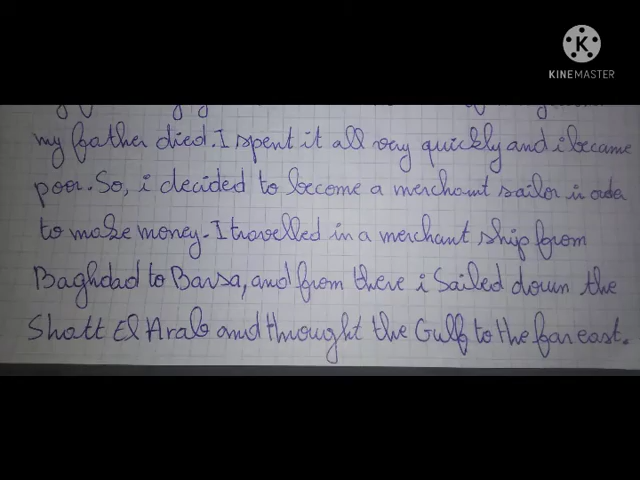 KINEMASTER
my father died. I spent it all very quickly and i became
poor. So, i decided to become a merchant sailor in order
to make money. I travelled in a merchant ship from
Baghdad to Barsa, and from there i Sailed down the
Shatt El Arab and throught the Gulf to the far east.